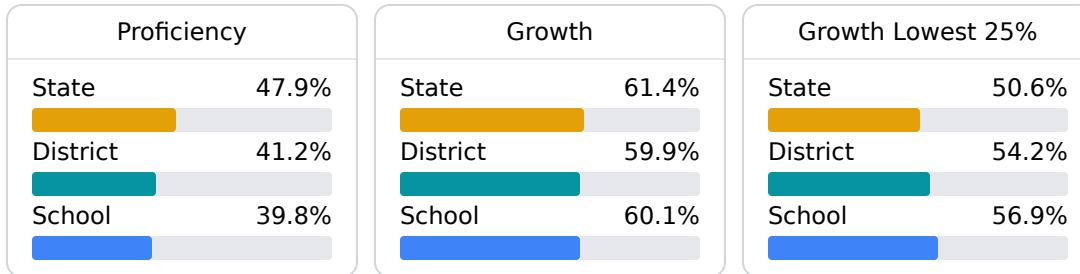 Proficiency
State 47.9%
District 41.2%
School 39.8%
Growth
State 61.4%
District 59.9%
School 60.1%
Growth Lowest 25%
State 50.6%
District 54.2%
School 56.9%